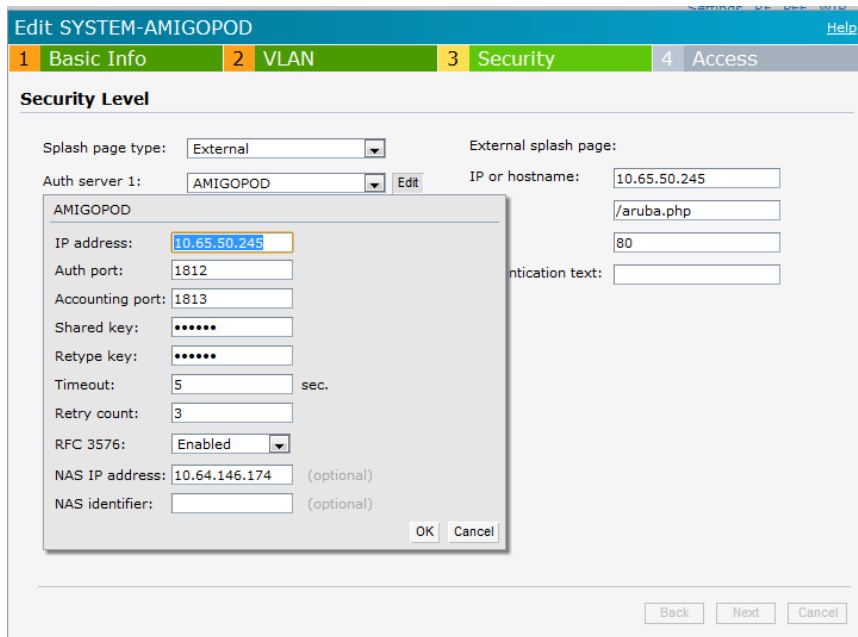 Edit SYSTEM-AMIGOPOD Help
1 Basic Info 2 VLAN 3 Security 4 Access
Security Level
Splash page type: External
Auth server 1: AMIGOPOD Edit
External splash page:
IP or hostname: 10.65.50.245
/aruba.php
80
ntication text:
AMIGOPOD
IP address: 10.65.50.245
Auth port: 1812
Accounting port: 1813
Shared key: ••••••
Retype key: ••••••
Timeout: 5 sec.
Retry count: 3
RFC 3576: Enabled
NAS IP address: 10.64.146.174 (optional)
NAS identifier: (optional)
OK Cancel
Back Next Cancel